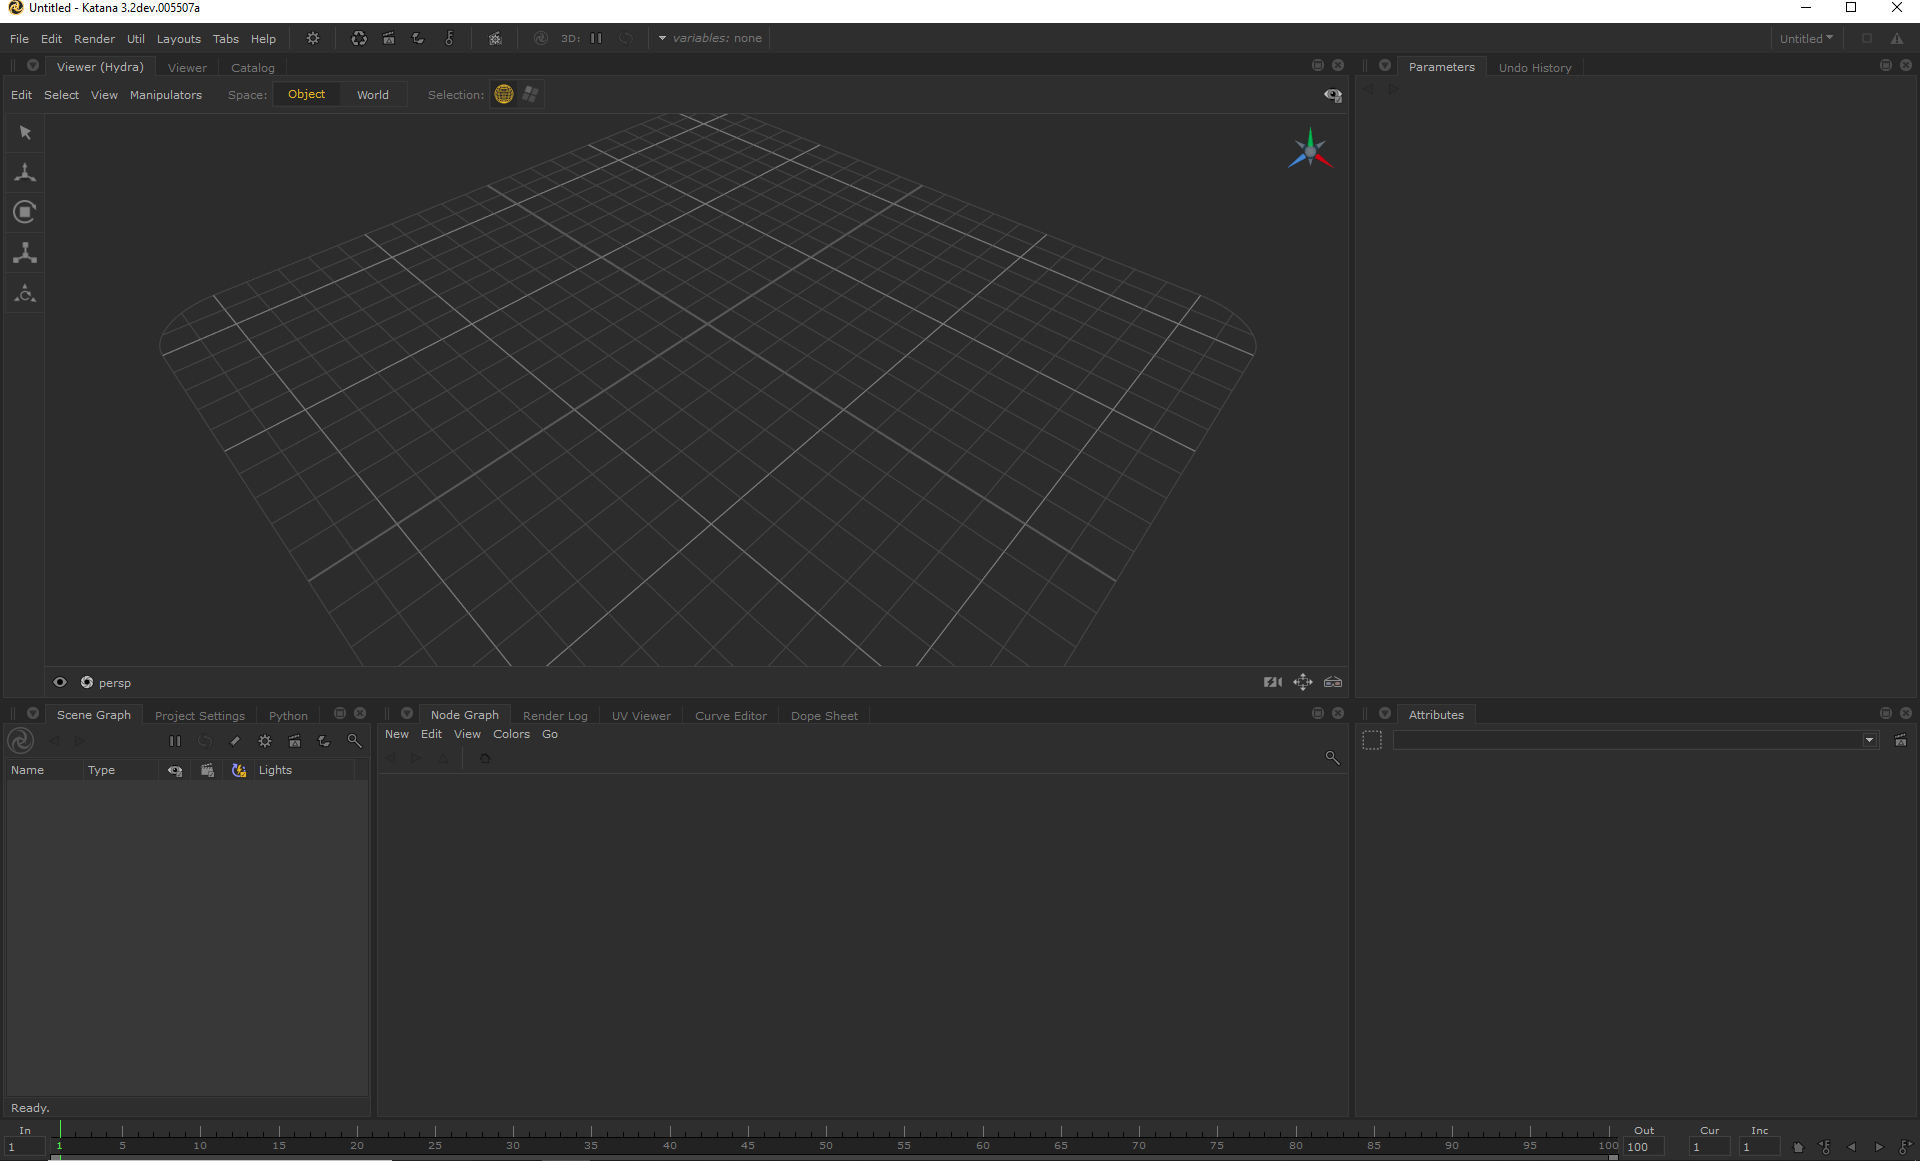 Untitled - Katana 3.2dev.005507a
File Edit Render Util Layouts Tabs Help 3D: variables: none Untitled
Viewer (Hydra) Viewer Catalog
Parameters Undo History
Edit Select View Manipulators Space: Object World Selection:
persp
Scene Graph Project Settings Python
Node Graph Render Log UV Viewer Curve Editor Dope Sheet
Attributes
New Edit View Colors Go
Name Type Lights
Ready.
In Out Cur Inc
1 1 5 10 15 20 25 30 35 40 45 50 55 60 65 70 75 80 85 90 95 100 100 1 1